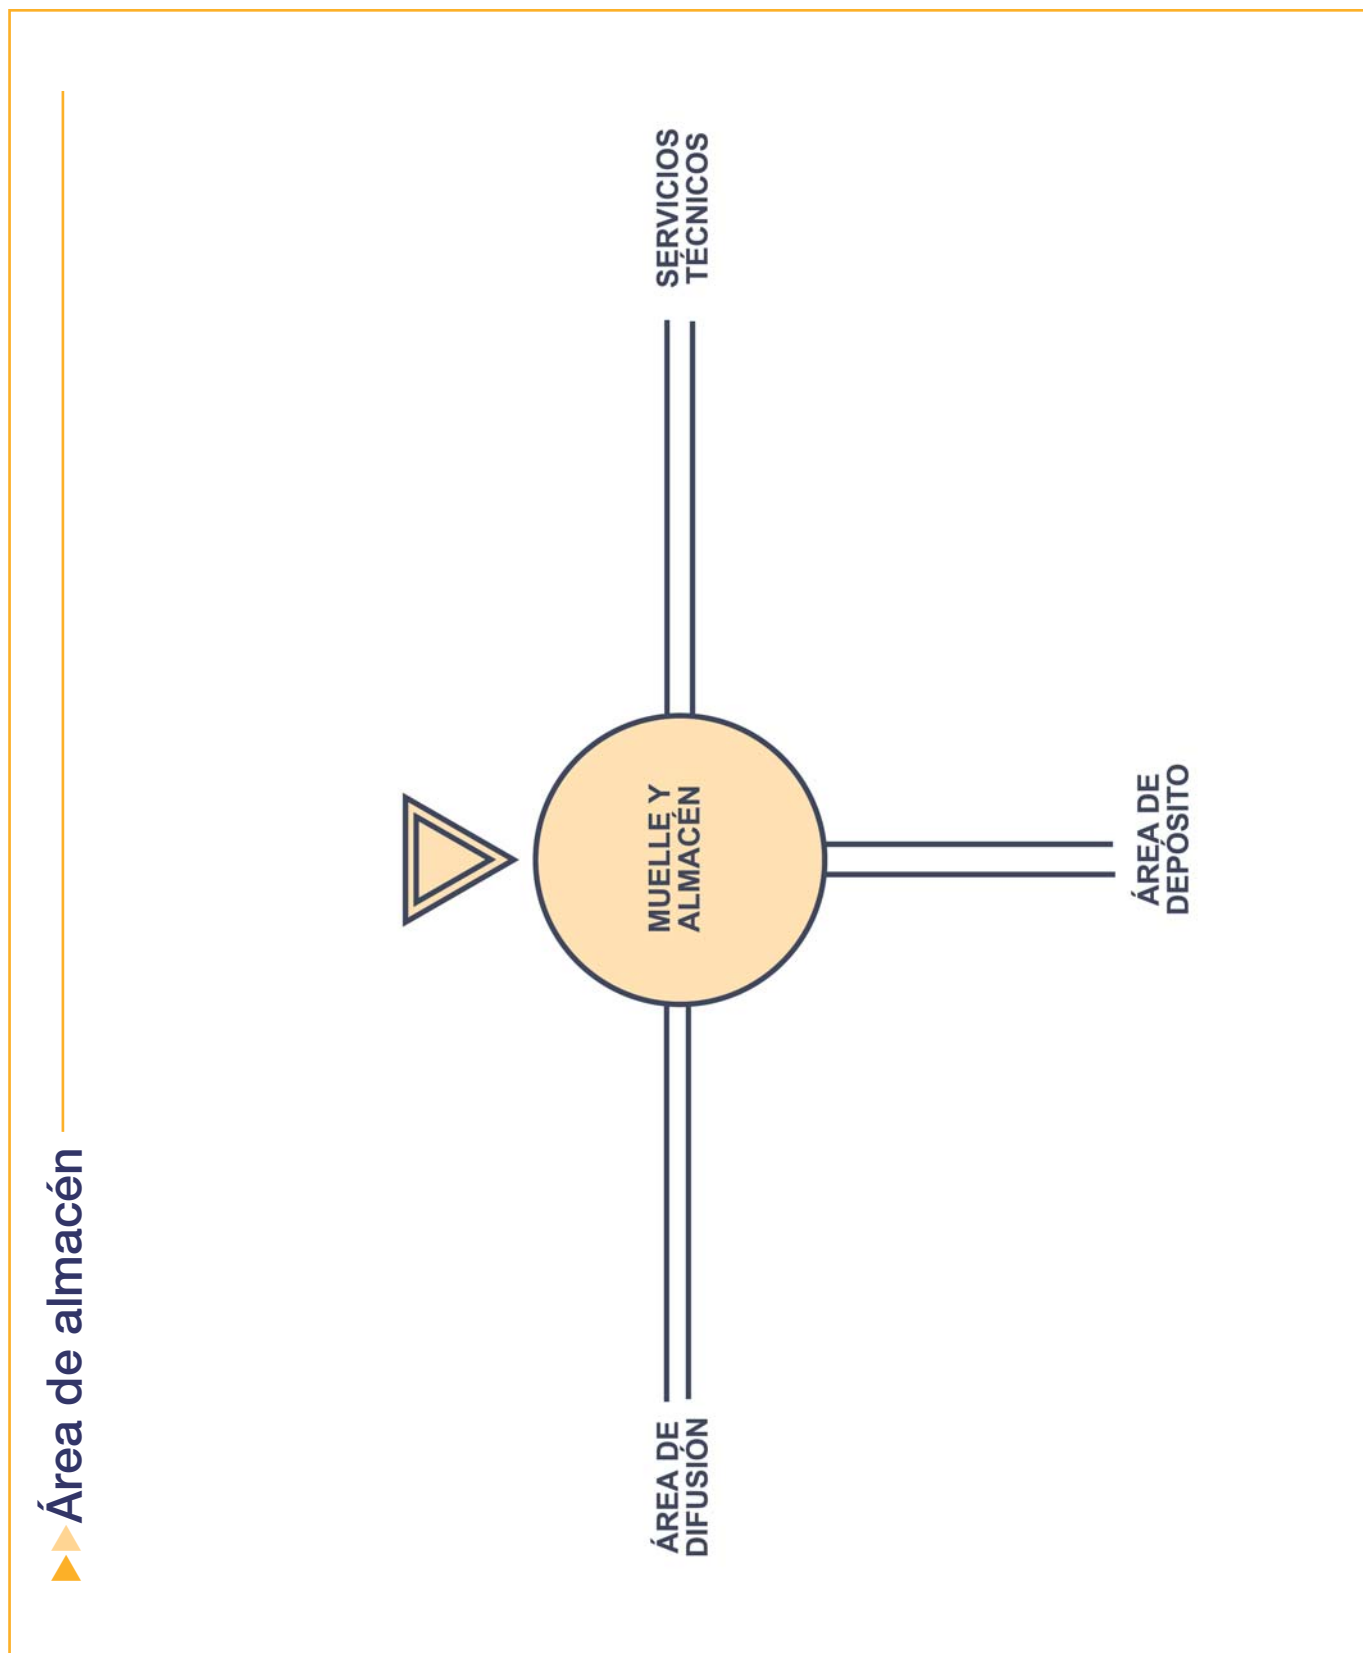 Área de almacén
ÁREA DE
DIFUSIÓN
MUELLE Y
ALMACÉN
SERVICIOS
TÉCNICOS
ÁREA DE
DEPÓSITO